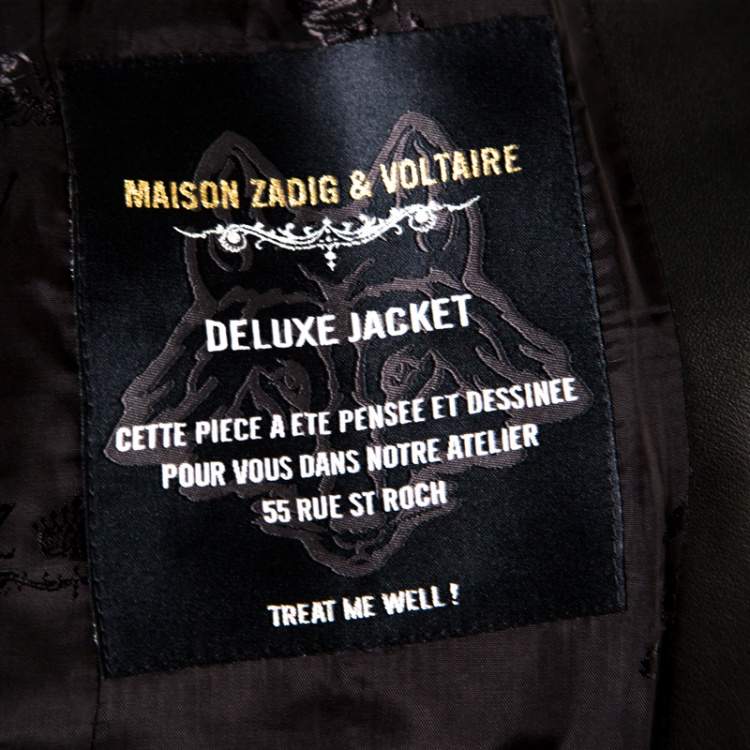 MAISON ZADIG & VOLTAIRE
DELUXE JACKET
CETTE PIECE A ETE PENSEE ET DESSINEE
POUR VOUS DANS NOTRE ATELIER
55 RUE ST ROCH
TREAT ME WELL !